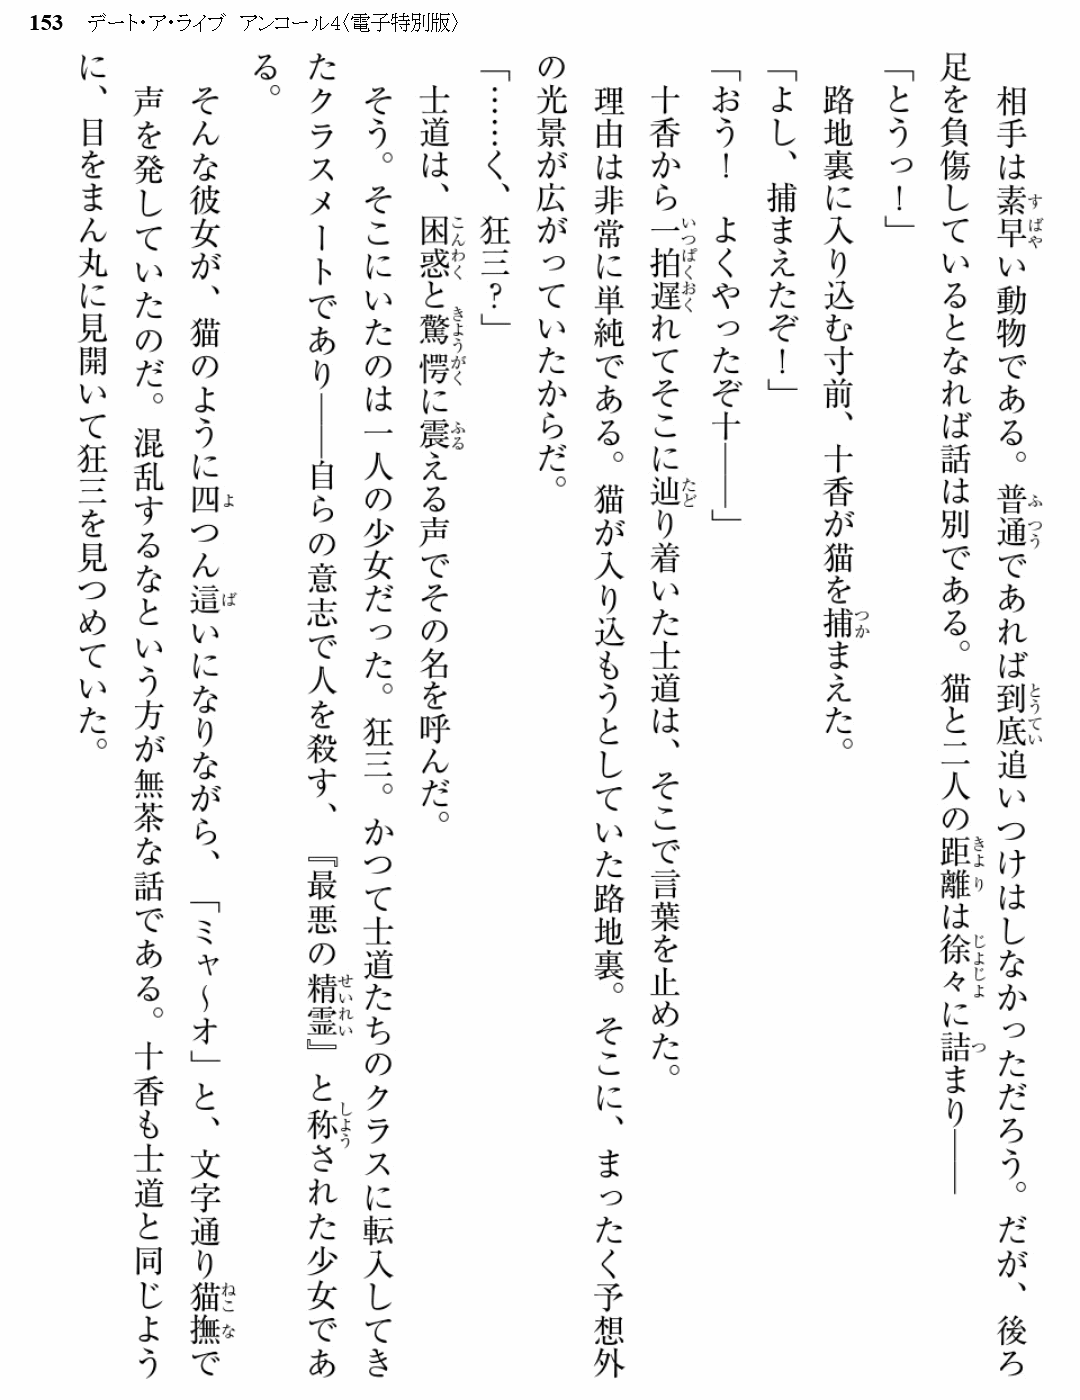 153 デート・ア・ライブ アンコール4〈電子特別版〉
　相手は素早い動物である。普通であれば到底追いつけはしなかっただろう。だが、後ろ
足を負傷しているとなれば話は別である。猫と二人の距離は徐々に詰まり――
「とうっ！」
　路地裏に入り込む寸前、十香が猫を捕まえた。
「よし、捕まえたぞ！」
「おう！　よくやったぞ十――」
　十香から一拍遅れてそこに辿り着いた士道は、そこで言葉を止めた。
　理由は非常に単純である。猫が入り込もうとしていた路地裏。そこに、まったく予想外
の光景が広がっていたからだ。
「……く、狂三？」
　士道は、困惑と驚愕に震える声でその名を呼んだ。
　そう。そこにいたのは一人の少女だった。狂三。かつて士道たちのクラスに転入してき
たクラスメートであり――自らの意志で人を殺す、『最悪の精霊』と称された少女であ
る。
　そんな彼女が、猫のように四つん這いになりながら、「ミャ～オ」と、文字通り猫撫で
声を発していたのだ。混乱するなという方が無茶な話である。十香も士道と同じよう
に、目をまん丸に見開いて狂三を見つめていた。